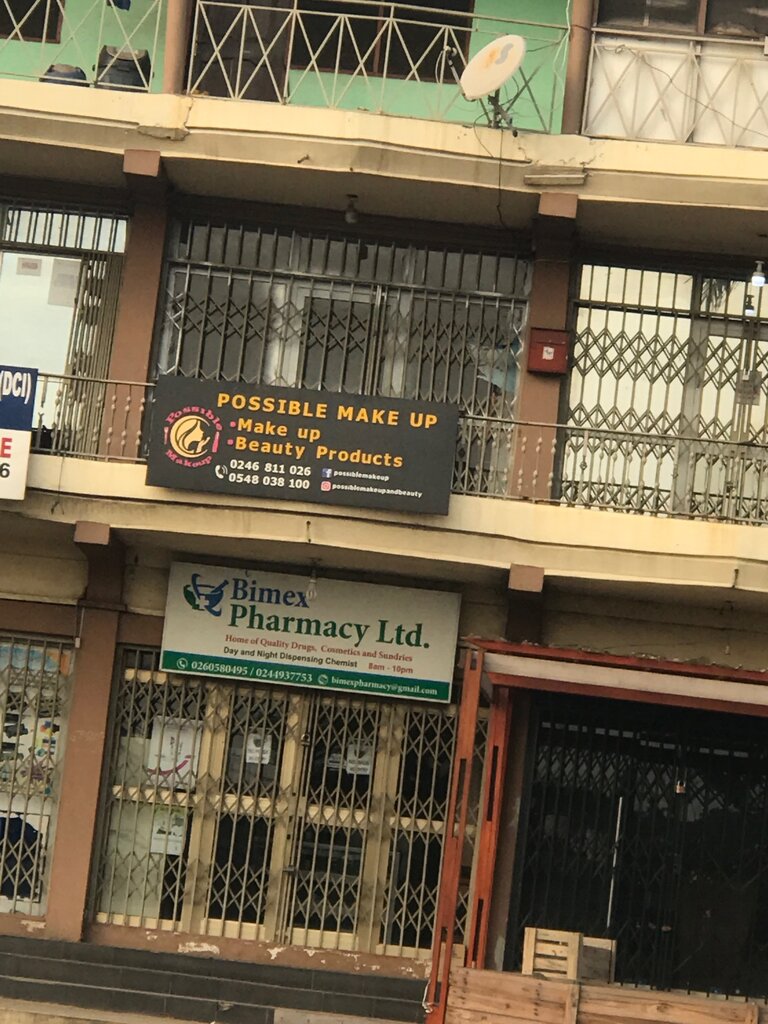 (DCI)
E
6
POSSIBLE MAKE UP
Possible
Makeup
•Make up
•Beauty Products
0246 811 026
0548 038 100
possiblemakeup
possiblemakeupandbeauty
Bimex
Pharmacy Ltd.
Home of Quality Drugs, Cosmetics and Sundries
Day and Night Dispensing Chemist 8am - 10pm
0260580495 / 0244937753 bimexpharmacy@gmail.com